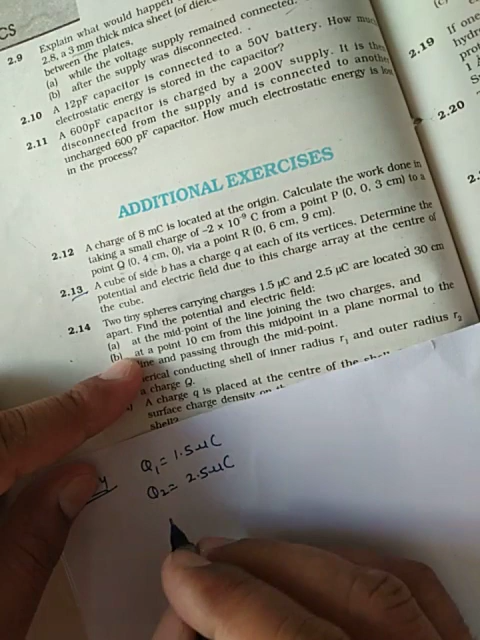 CS
2.9 Explain what would happen
2.8, a 3 mm thick mica sheet (of
between the plates.
(a) while the voltage supply remained connected.
(b) after the supply was disconnected.
2.10 A 12pF capacitor is connected to a 50V battery. How
electrostatic energy is stored in the capacitor?
2.11 A 600pF capacitor is charged by a 200V supply. It is
disconnected from the supply and is connected to
uncharged 600 pF capacitor. How much electrostatic energy is
in the process?
ADDITIONAL EXERCISES
2.12 A charge of 8 mC is located at the origin. Calculate the work done in
taking a small charge of –2 × 10⁻⁹ C from a point P (0, 0, 3 cm) to a
point Q (0, 4 cm, 0), via a point R (0, 6 cm, 9 cm).
2.13 A cube of side b has a charge q at each of its vertices. Determine the
potential and electric field due to this charge array at the centre of
the cube.
2.14 Two tiny spheres carrying charges 1.5 µC and 2.5 µC are located 30 cm
apart. Find the potential and electric field:
(a) at the mid-point of the line joining the two charges, and
(b) at a point 10 cm from this midpoint in a plane normal to the
line and passing through the mid-point.
conducting shell of inner radius r₁ and outer radius r₂
a charge Q.
A charge q is placed at the centre of the
surface charge density
shell?
2.19 If one
2.20
Q₁ = 1.5 µC
Q₂ = 2.5 µC